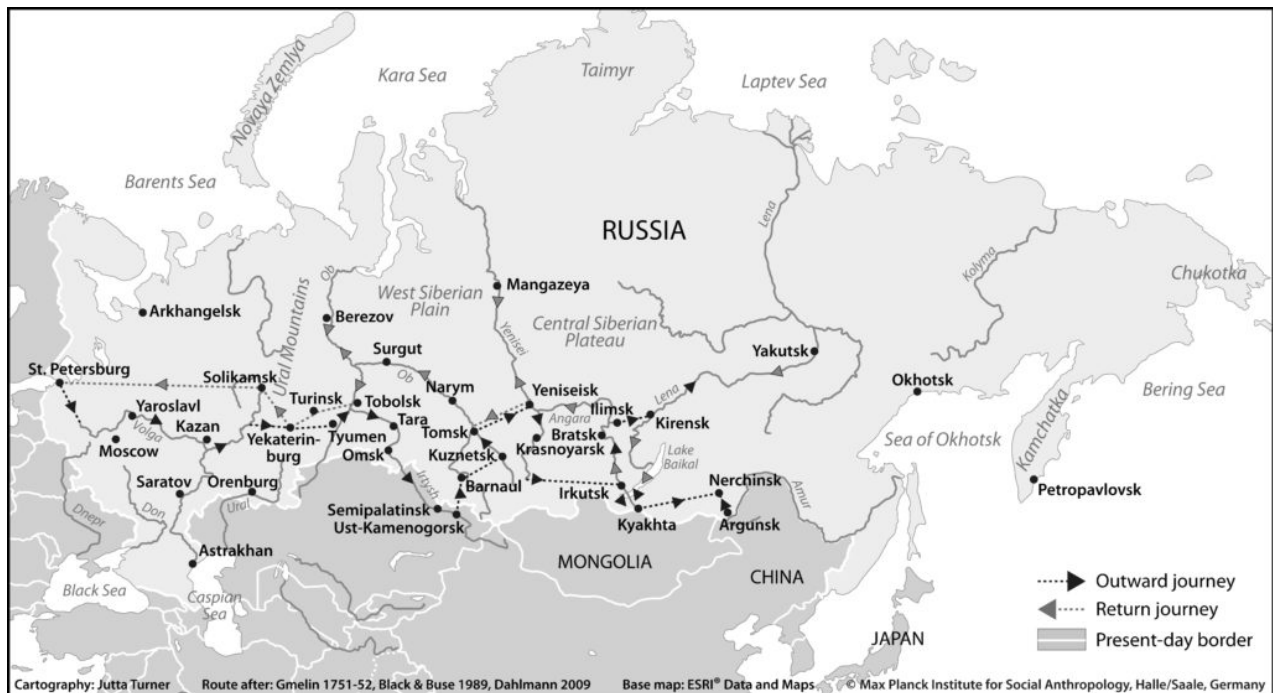 Novaya Zemlya
Kara Sea
Taimyr
Laptev Sea
Barents Sea
RUSSIA
Lena
Kolyma
Chukotka
Ob
Ural Mountains
West Siberian
Plain
Mangazeya
Arkhangelsk
Berezov
Yenisei
Central Siberian
Plateau
Yakutsk
Surgut
Ob
St. Petersburg
Solikamsk
Narym
Yeniseisk
Lena
Okhotsk
Bering Sea
Turinsk
Tobolsk
Yaroslavl
Volga
Kazan
Tara
Tomsk
Angara
Ilimsk
Kirensk
Bratsk
Sea of Okhotsk
Kamchatka
Moscow
Yekaterin-
burg
Tyumen
Omsk
Kuznetsk
Krasnoyarsk
Lake
Baikal
Saratov
Orenburg
Irtysh
Barnaul
Irkutsk
Nerchinsk
Amur
Petropavlovsk
Dnepr
Don
Ural
Semipalatinsk
Ust-Kamenogorsk
Kyakhta
Argunsk
Astrakhan
MONGOLIA
CHINA
Black Sea
Caspian
Sea
JAPAN
Outward journey
Return journey
Present-day border
Cartography: Jutta Turner
Route after: Gmelin 1751-52, Black & Buse 1989, Dahlmann 2009
Base map: ESRI® Data and Maps
© Max Planck Institute for Social Anthropology, Halle/Saale, Germany